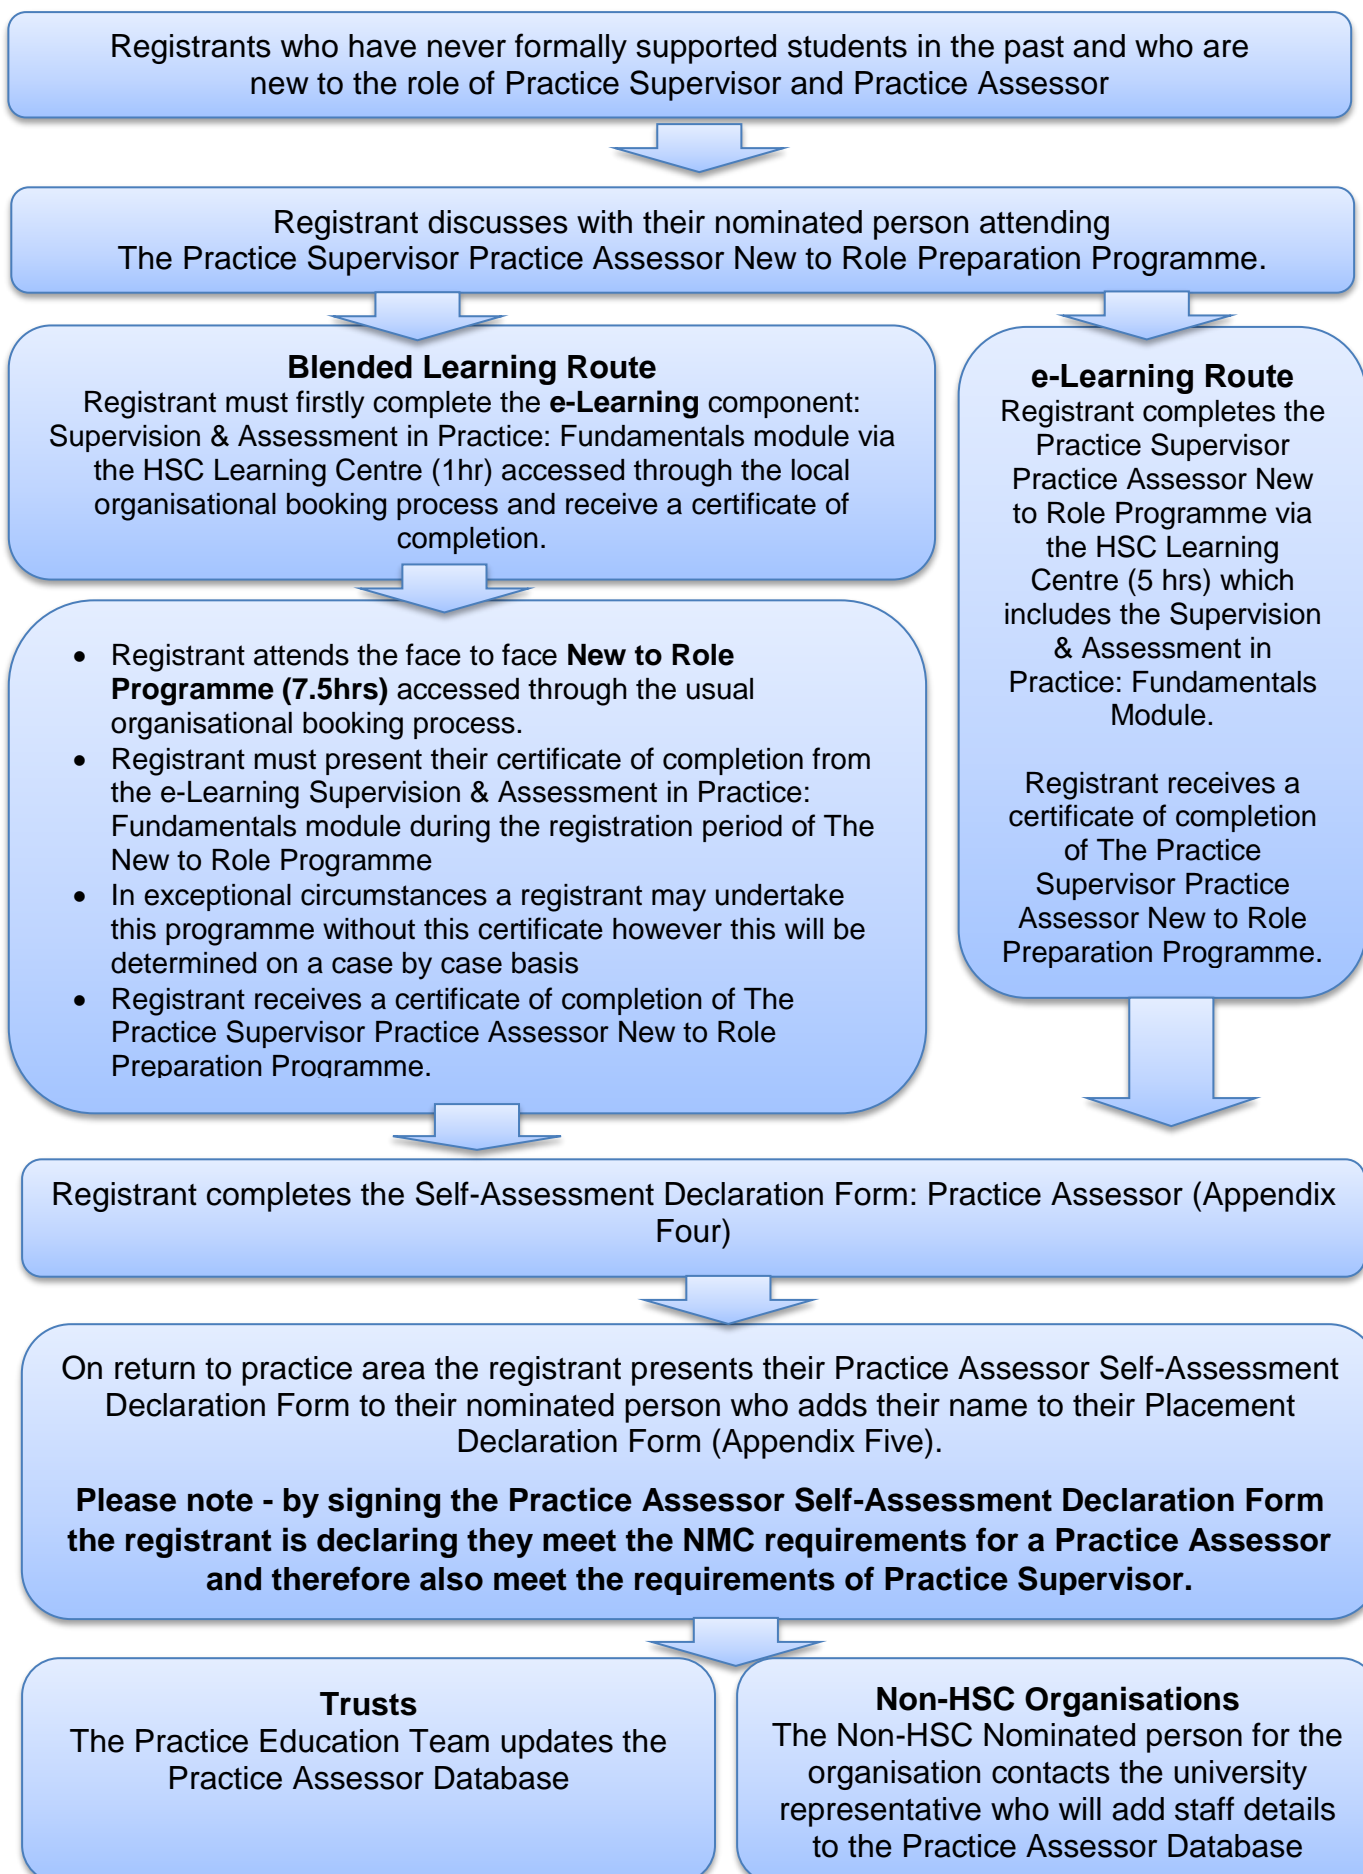 Registrants who have never formally supported students in the past and who are
new to the role of Practice Supervisor and Practice Assessor
Registrant discusses with their nominated person attending
The Practice Supervisor Practice Assessor New to Role Preparation Programme.
Blended Learning Route
Registrant must firstly complete the e-Learning component:
Supervision & Assessment in Practice: Fundamentals module via
the HSC Learning Centre (1hr) accessed through the local
organisational booking process and receive a certificate of
completion.
• Registrant attends the face to face New to Role
Programme (7.5hrs) accessed through the usual
organisational booking process.
• Registrant must present their certificate of completion from
the e-Learning Supervision & Assessment in Practice:
Fundamentals module during the registration period of The
New to Role Programme
• In exceptional circumstances a registrant may undertake
this programme without this certificate however this will be
determined on a case by case basis
• Registrant receives a certificate of completion of The
Practice Supervisor Practice Assessor New to Role
Preparation Programme.
e-Learning Route
Registrant completes the
Practice Supervisor
Practice Assessor New
to Role Programme via
the HSC Learning
Centre (5 hrs) which
includes the Supervision
& Assessment in
Practice: Fundamentals
Module.
Registrant receives a
certificate of completion
of The Practice
Supervisor Practice
Assessor New to Role
Preparation Programme.
Registrant completes the Self-Assessment Declaration Form: Practice Assessor (Appendix
Four)
On return to practice area the registrant presents their Practice Assessor Self-Assessment
Declaration Form to their nominated person who adds their name to their Placement
Declaration Form (Appendix Five).
Please note - by signing the Practice Assessor Self-Assessment Declaration Form
the registrant is declaring they meet the NMC requirements for a Practice Assessor
and therefore also meet the requirements of Practice Supervisor.
Trusts
The Practice Education Team updates the
Practice Assessor Database
Non-HSC Organisations
The Non-HSC Nominated person for the
organisation contacts the university
representative who will add staff details
to the Practice Assessor Database